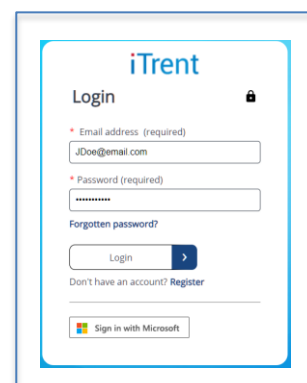 iTrent
Login
* Email address (required)
JDoe@email.com
* Password (required)
•••••••••••
Forgotten password?
Login
Don't have an account? Register
Sign in with Microsoft